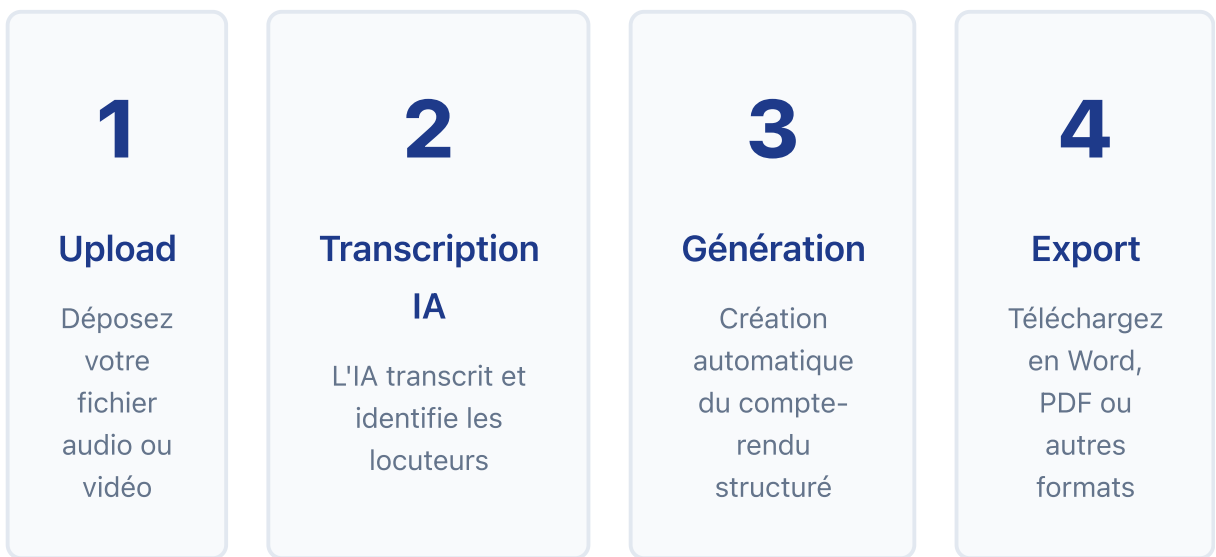 1
Upload
Déposez
votre
fichier
audio ou
vidéo
2
Transcription
IA
L'IA transcrit et
identifie les
locuteurs
3
Génération
Création
automatique
du compte-
rendu
structuré
4
Export
Téléchargez
en Word,
PDF ou
autres
formats